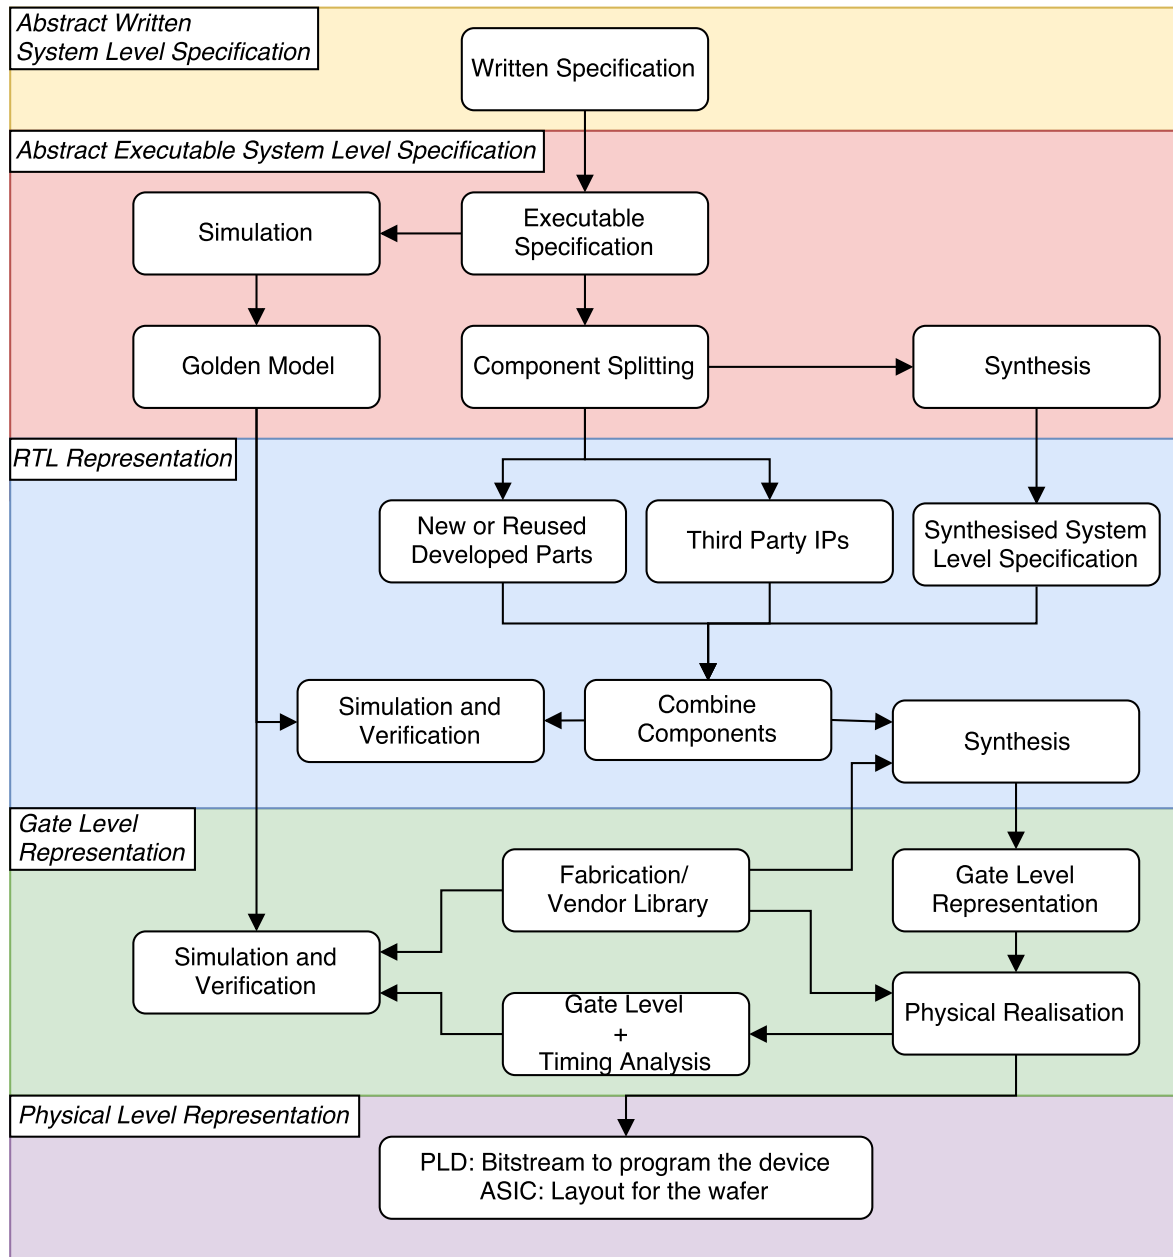 Abstract Written
System Level Specification
Written Specification
Abstract Executable System Level Specification
Simulation
Executable
Specification
Golden Model
Component Splitting
Synthesis
RTL Representation
New or Reused
Developed Parts
Third Party IPs
Synthesised System
Level Specification
Simulation and
Verification
Combine
Components
Synthesis
Gate Level
Representation
Fabrication/
Vendor Library
Gate Level
Representation
Simulation and
Verification
Gate Level
+
Timing Analysis
Physical Realisation
Physical Level Representation
PLD: Bitstream to program the device
ASIC: Layout for the wafer